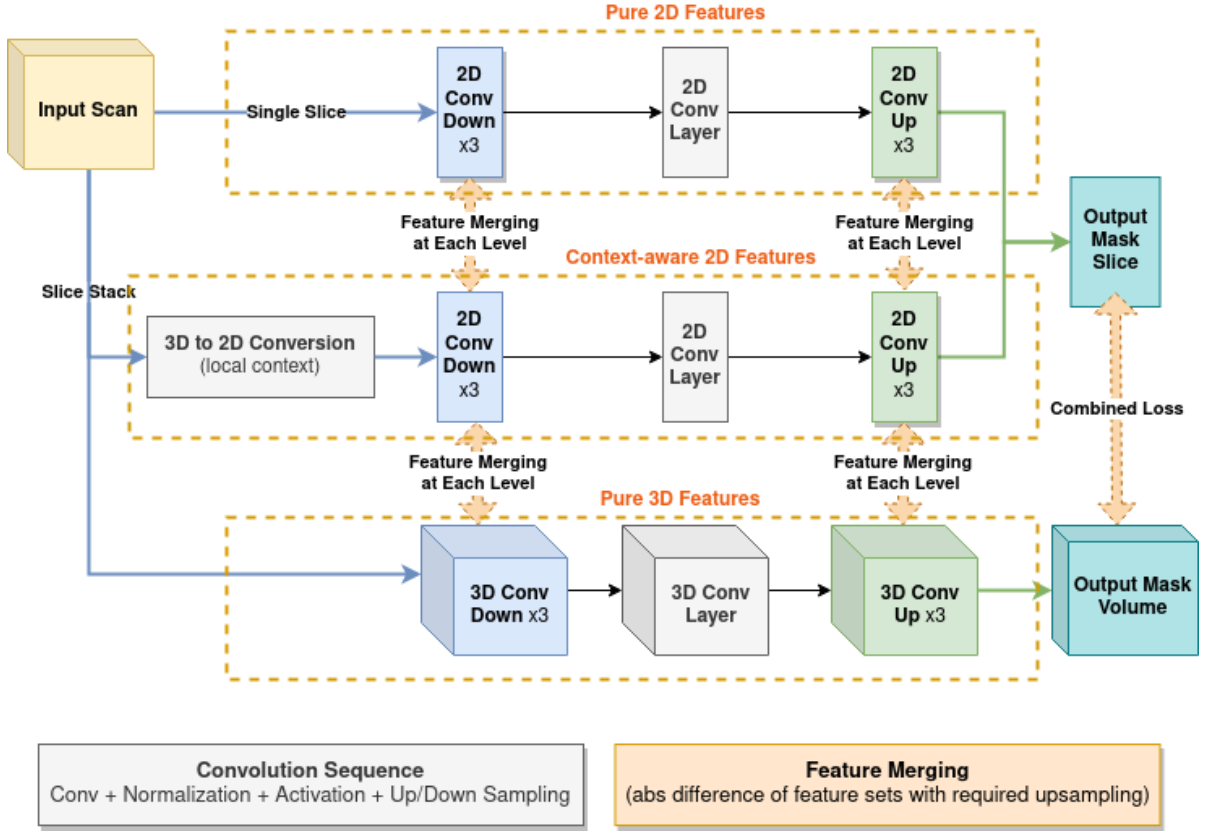 Pure 2D Features
Input Scan
Single Slice
2D
Conv
Down
x3
2D
Conv
Layer
2D
Conv
Up
x3
Feature Merging
at Each Level
Feature Merging
at Each Level
Output
Mask
Slice
Context-aware 2D Features
Slice Stack
3D to 2D Conversion
(local context)
2D
Conv
Down
x3
2D
Conv
Layer
2D
Conv
Up
x3
Combined Loss
Feature Merging
at Each Level
Feature Merging
at Each Level
Pure 3D Features
3D Conv
Down x3
3D Conv
Layer
3D Conv
Up x3
Output Mask
Volume
Convolution Sequence
Conv + Normalization + Activation + Up/Down Sampling
Feature Merging
(abs difference of feature sets with required upsampling)